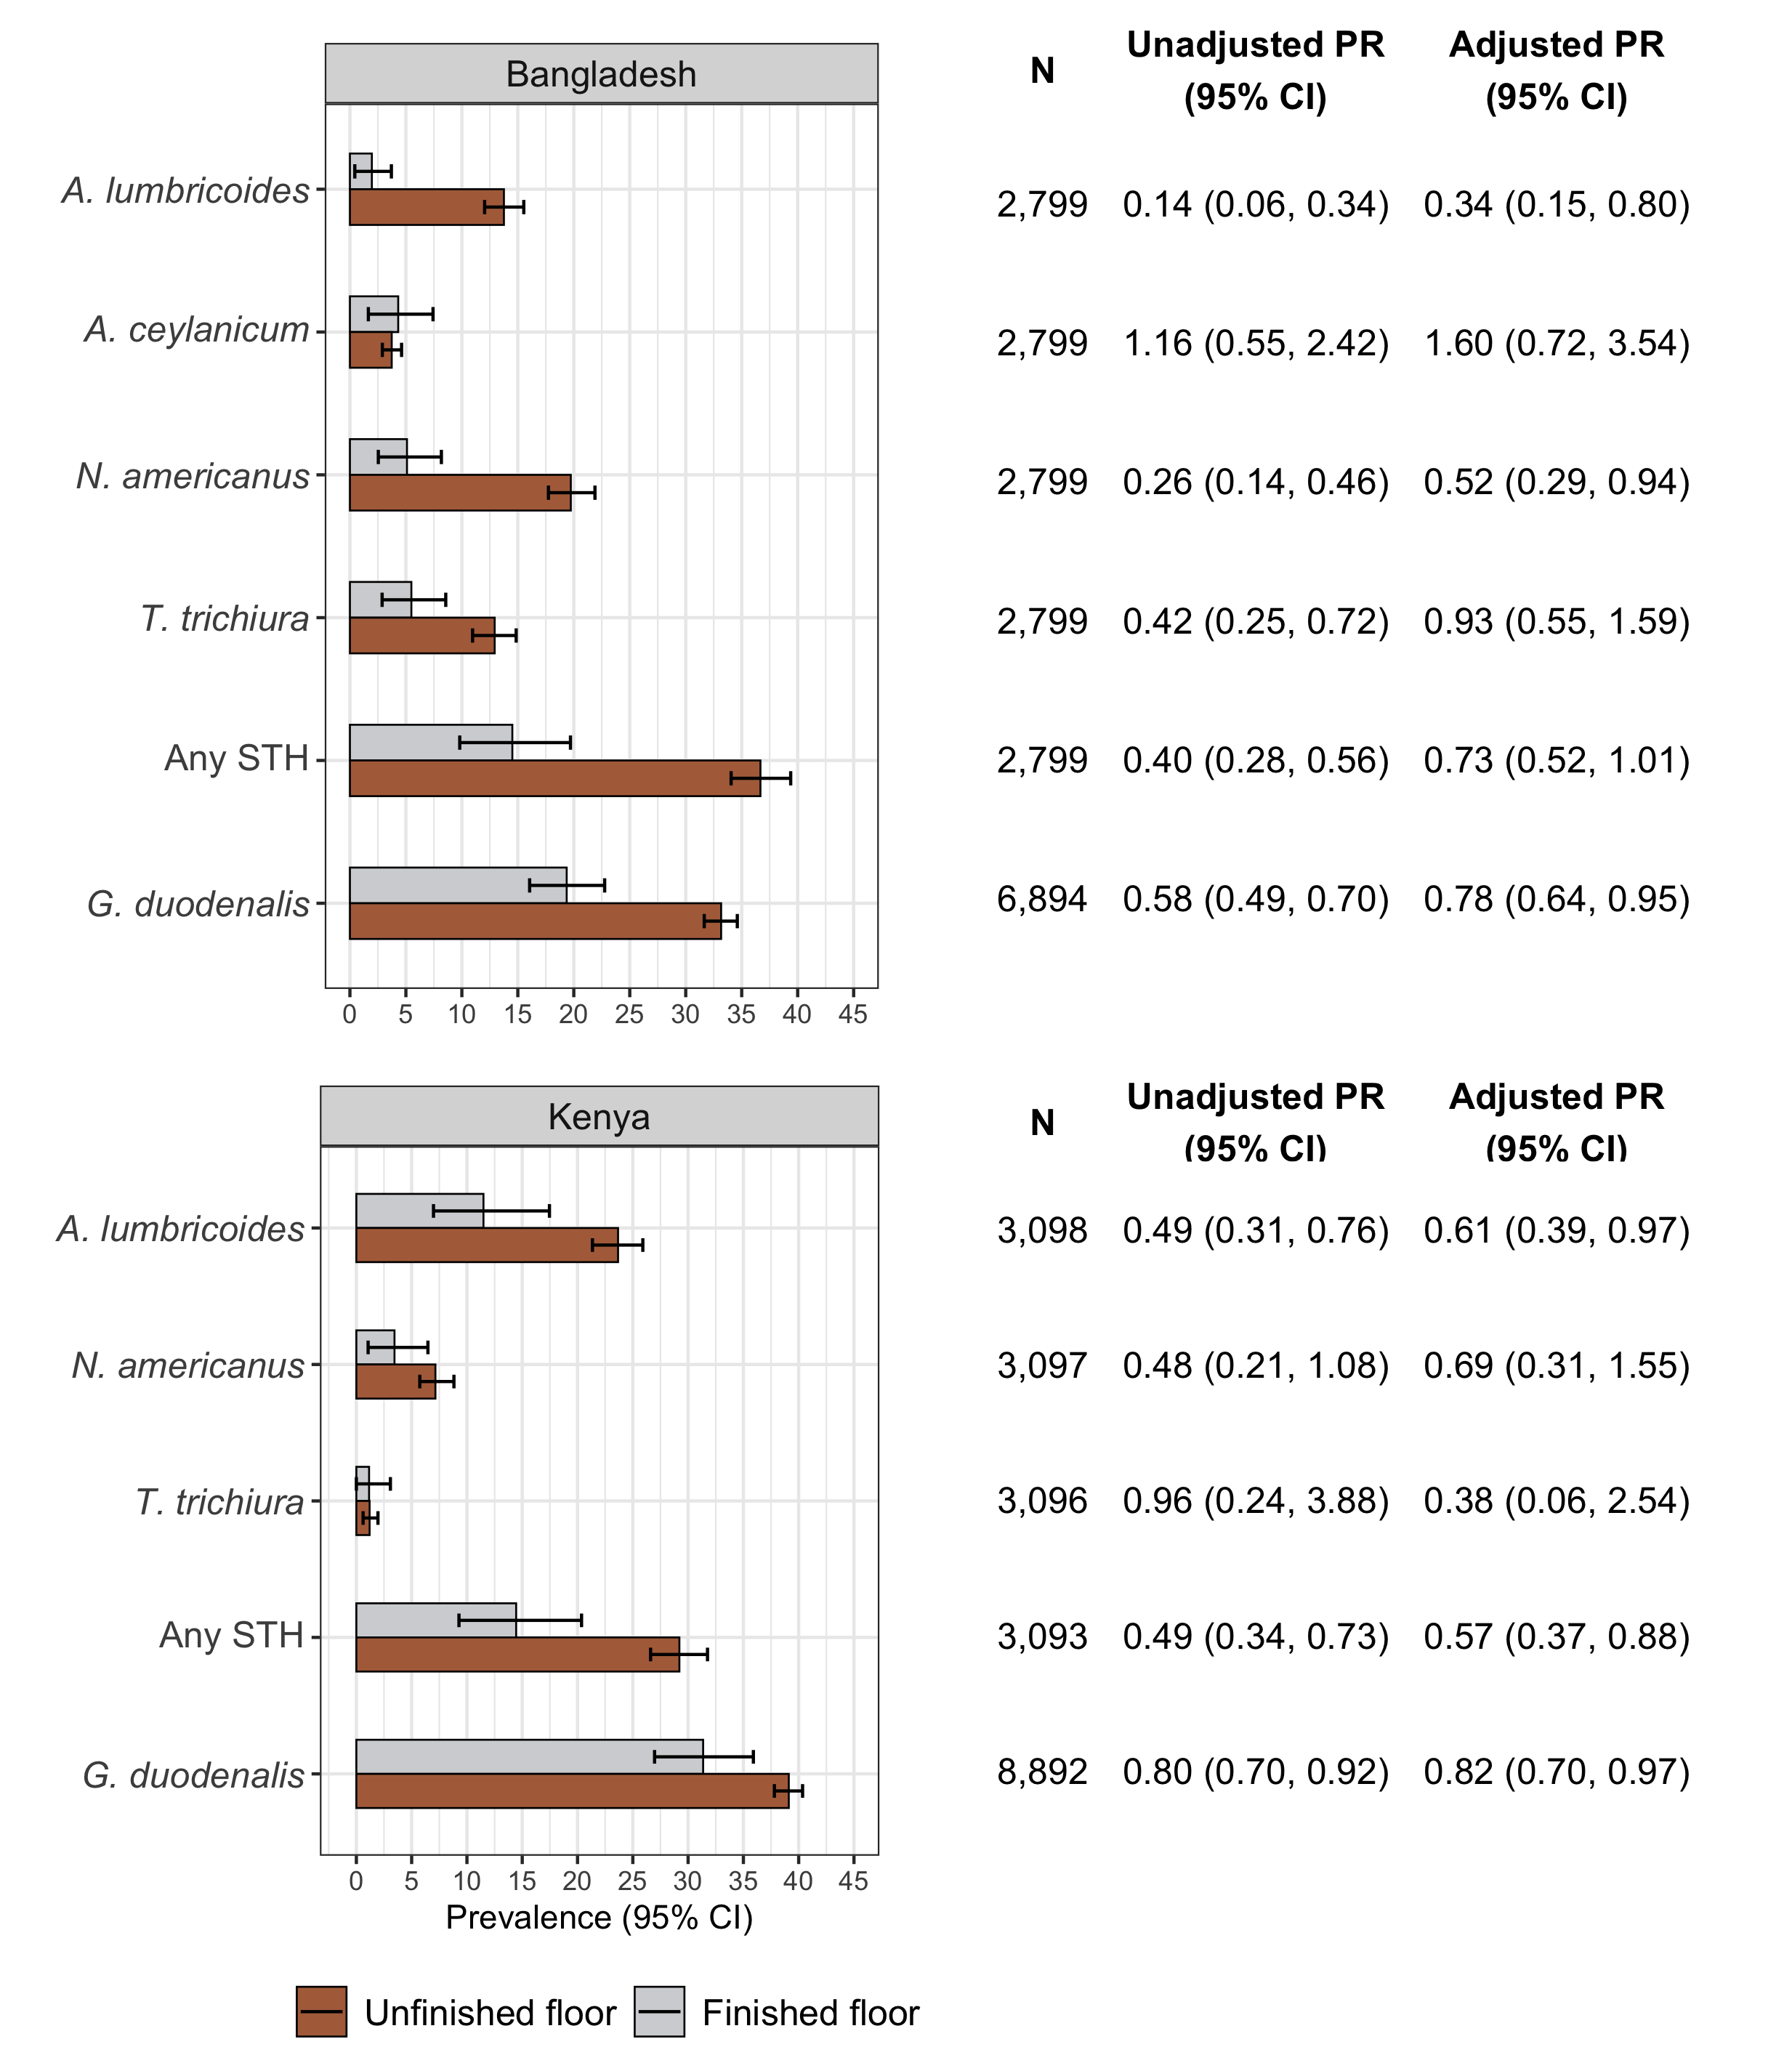 Bangladesh
N
Unadjusted PR
(95% CI)
Adjusted PR
(95% CI)
A. lumbricoides 2,799 0.14 (0.06, 0.34) 0.34 (0.15, 0.80)
A. ceylanicum 2,799 1.16 (0.55, 2.42) 1.60 (0.72, 3.54)
N. americanus 2,799 0.26 (0.14, 0.46) 0.52 (0.29, 0.94)
T. trichiura 2,799 0.42 (0.25, 0.72) 0.93 (0.55, 1.59)
Any STH 2,799 0.40 (0.28, 0.56) 0.73 (0.52, 1.01)
G. duodenalis 6,894 0.58 (0.49, 0.70) 0.78 (0.64, 0.95)
0 5 10 15 20 25 30 35 40 45
Kenya
N
Unadjusted PR
(95% CI)
Adjusted PR
(95% CI)
A. lumbricoides 3,098 0.49 (0.31, 0.76) 0.61 (0.39, 0.97)
N. americanus 3,097 0.48 (0.21, 1.08) 0.69 (0.31, 1.55)
T. trichiura 3,096 0.96 (0.24, 3.88) 0.38 (0.06, 2.54)
Any STH 3,093 0.49 (0.34, 0.73) 0.57 (0.37, 0.88)
G. duodenalis 8,892 0.80 (0.70, 0.92) 0.82 (0.70, 0.97)
0 5 10 15 20 25 30 35 40 45
Prevalence (95% CI)
Unfinished floor Finished floor